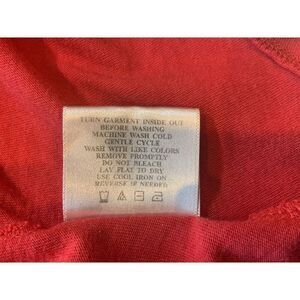 TURN GARMENT INSIDE OUT
BEFORE WASHING
MACHINE WASH COLD
GENTLE CYCLE
WASH WITH LIKE COLORS
REMOVE PROMPTLY
DO NOT BLEACH
LAY FLAT TO DRY
USE COOL IRON ON
REVERSE IF NEEDED